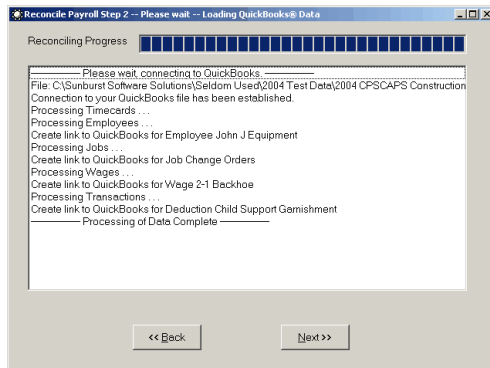 Reconcile Payroll Step 2 -- Please wait -- Loading QuickBooks® Data
Reconciling Progress
———— Please wait, connecting to QuickBooks. ————
File: C:\Sunburst Software Solutions\Seldom Used\2004 Test Data\2004 CPSCAPS Construction
Connection to your QuickBooks file has been established.
Processing Timecards . . .
Processing Employees . . .
Create link to QuickBooks for Employee John J Equipment
Processing Jobs . . .
Create link to QuickBooks for Job Change Orders
Processing Wages . . .
Create link to QuickBooks for Wage 2-1 Backhoe
Processing Transactions . . .
Create link to QuickBooks for Deduction Child Support Garnishment
———— Processing of Data Complete ————
<< Back
Next >>